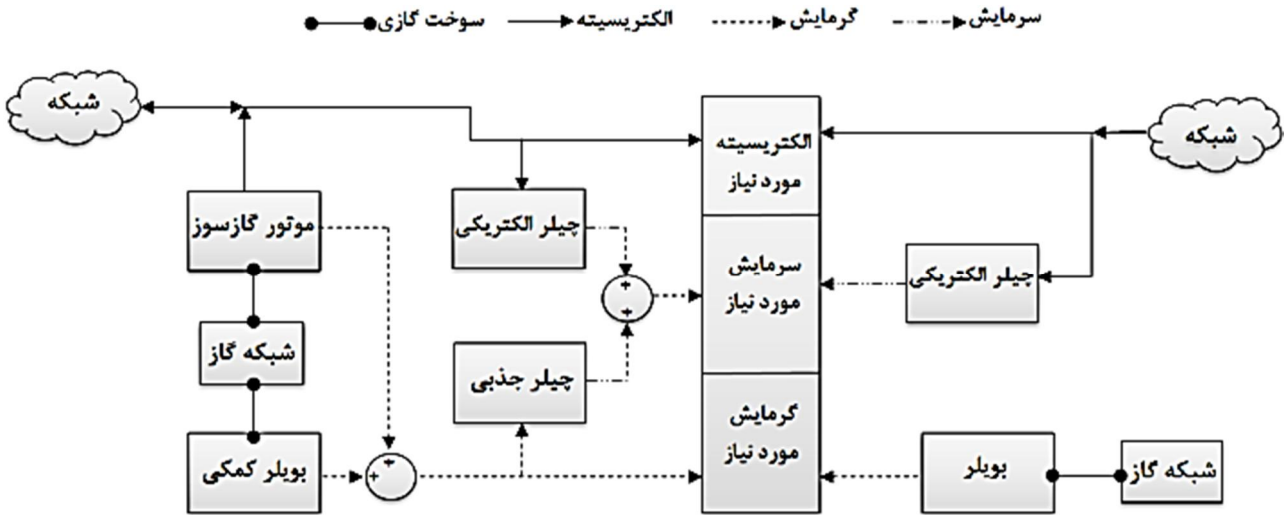 سوخت گازی
الکتریسیته
گرمایش
سرمایش
شبکه
موتور گازسوز
شبکه گاز
بویلر کمکی
چیلر الکتریکی
چیلر جذبی
+
+
+
+
الکتریسیته
مورد نیاز
سرمایش
مورد نیاز
گرمایش
مورد نیاز
شبکه
چیلر الکتریکی
بویلر
شبکه گاز